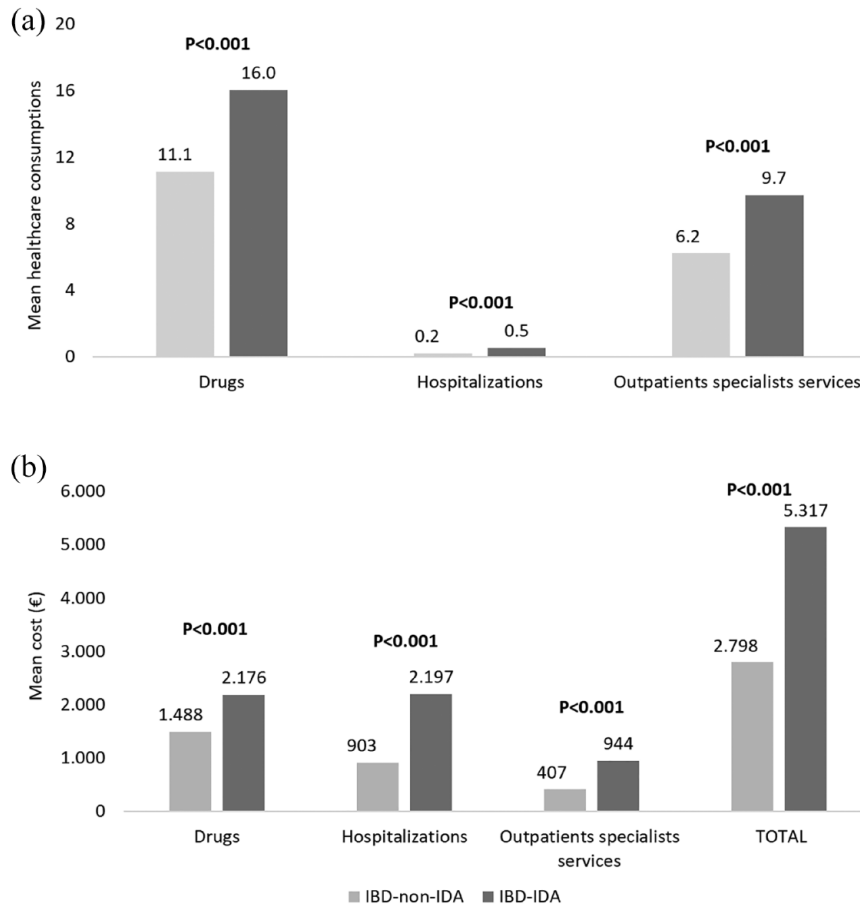 (a)
Mean healthcare consumptions
20
16
12
8
4
0
P<0.001
11.1
16.0
P<0.001
0.2
0.5
P<0.001
6.2
9.7
Drugs
Hospitalizations
Outpatients specialists services
(b)
Mean cost (€)
6.000
5.000
4.000
3.000
2.000
1.000
0
P<0.001
1.488
2.176
P<0.001
903
2.197
P<0.001
407
944
P<0.001
2.798
5.317
Drugs
Hospitalizations
Outpatients specialists
services
TOTAL
IBD-non-IDA
IBD-IDA